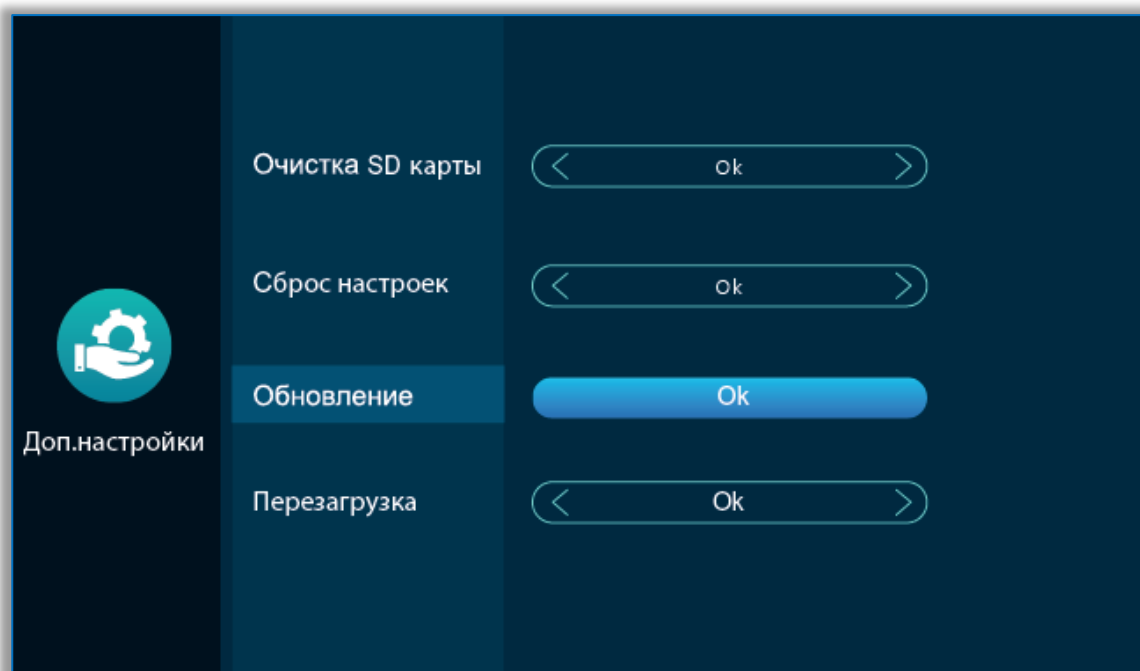 Очистка SD карты
Ok
Сброс настроек
Ok
Обновление
Ok
Доп.настройки
Перезагрузка
Ok